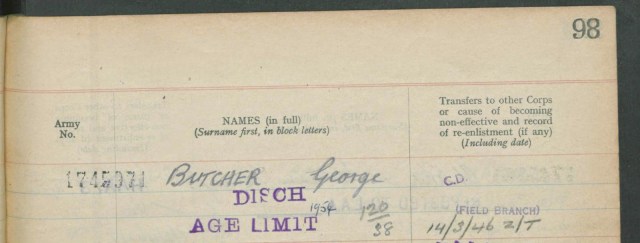 98
Army No.
NAMES (in full)
(Surname first, in block letters)
Transfers to other Corps
or cause of becoming
non-effective and record
of re-enlistment (if any)
(Including date)
1745971 BUTCHER George C.D.
DISCH (FIELD BRANCH)
AGE LIMIT 1954 120/38 14/3/46 Z/T